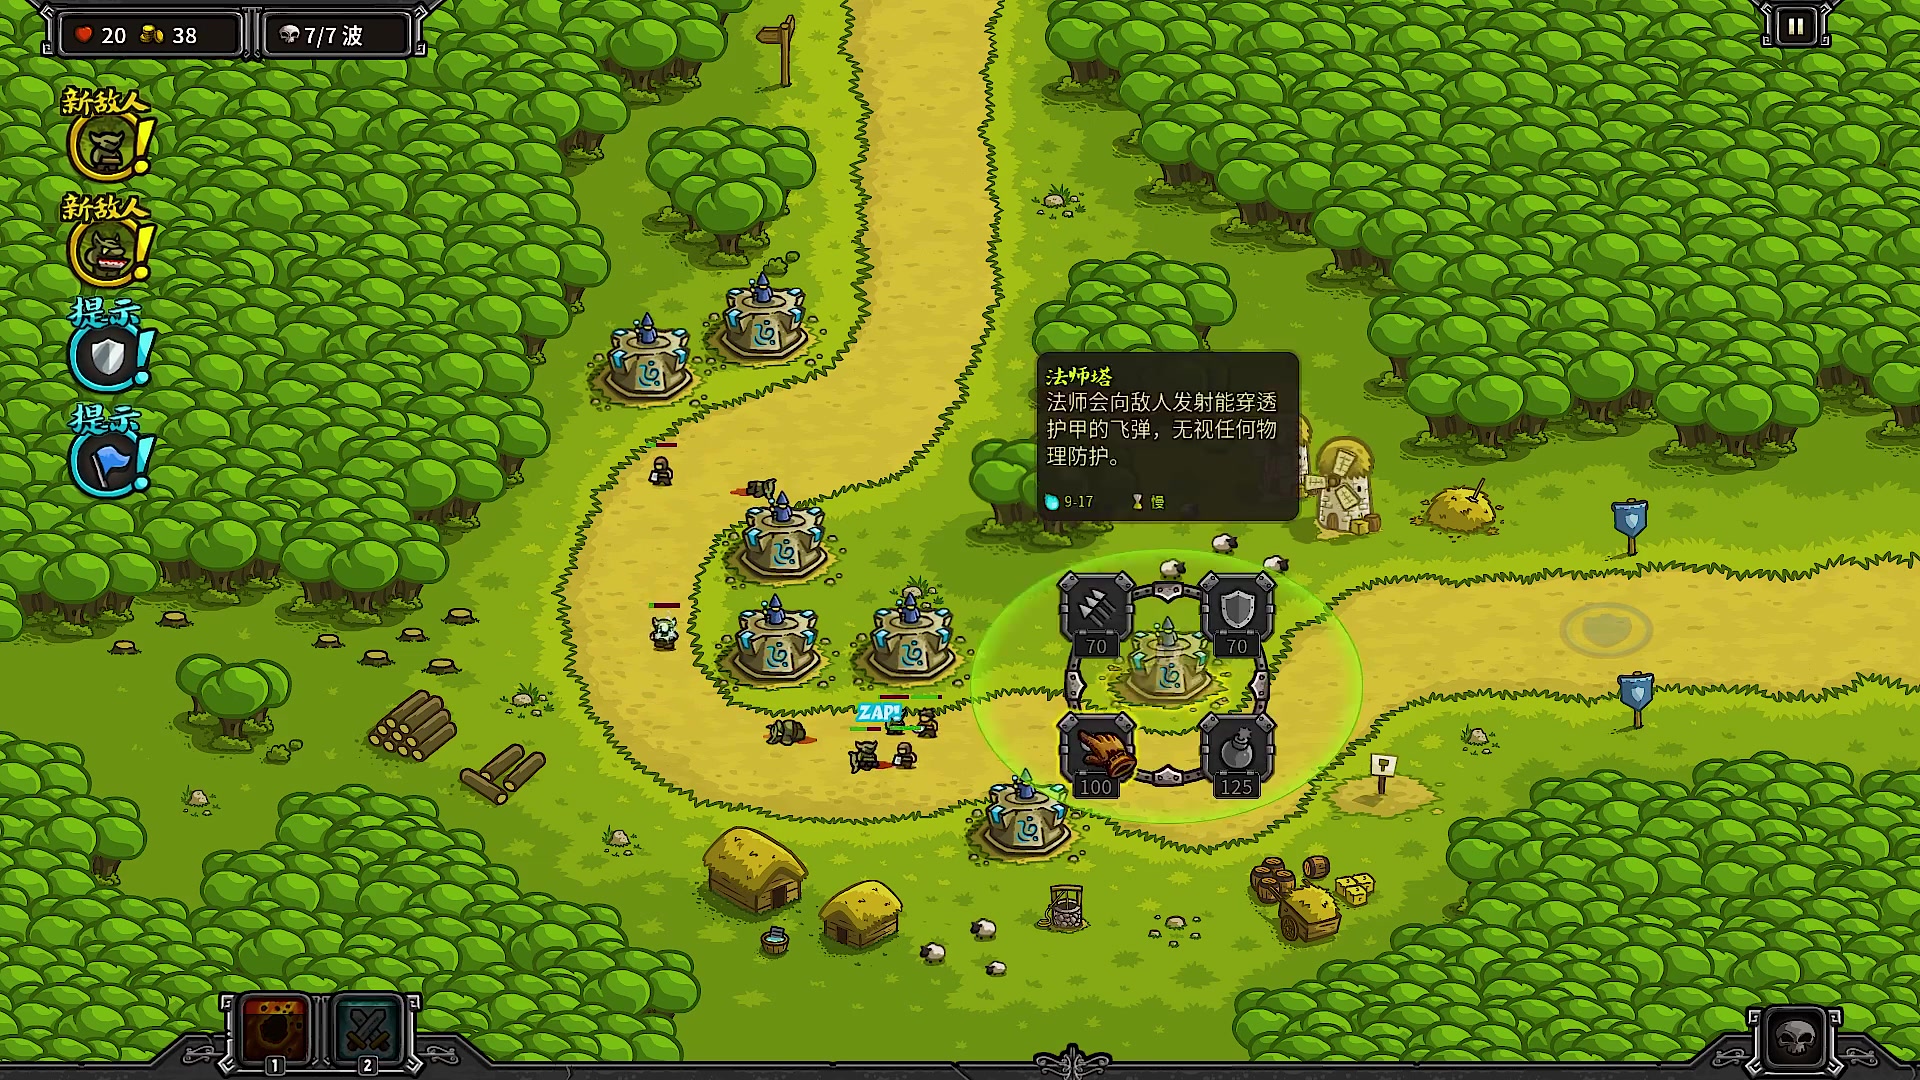 20 38 7/7 波
新敌人
新敌人
提示
提示
法师塔
法师会向敌人发射能穿透
护甲的飞弹，无视任何物
理防护。
9-17 慢
70 70
ZAP!
100 125
1 2